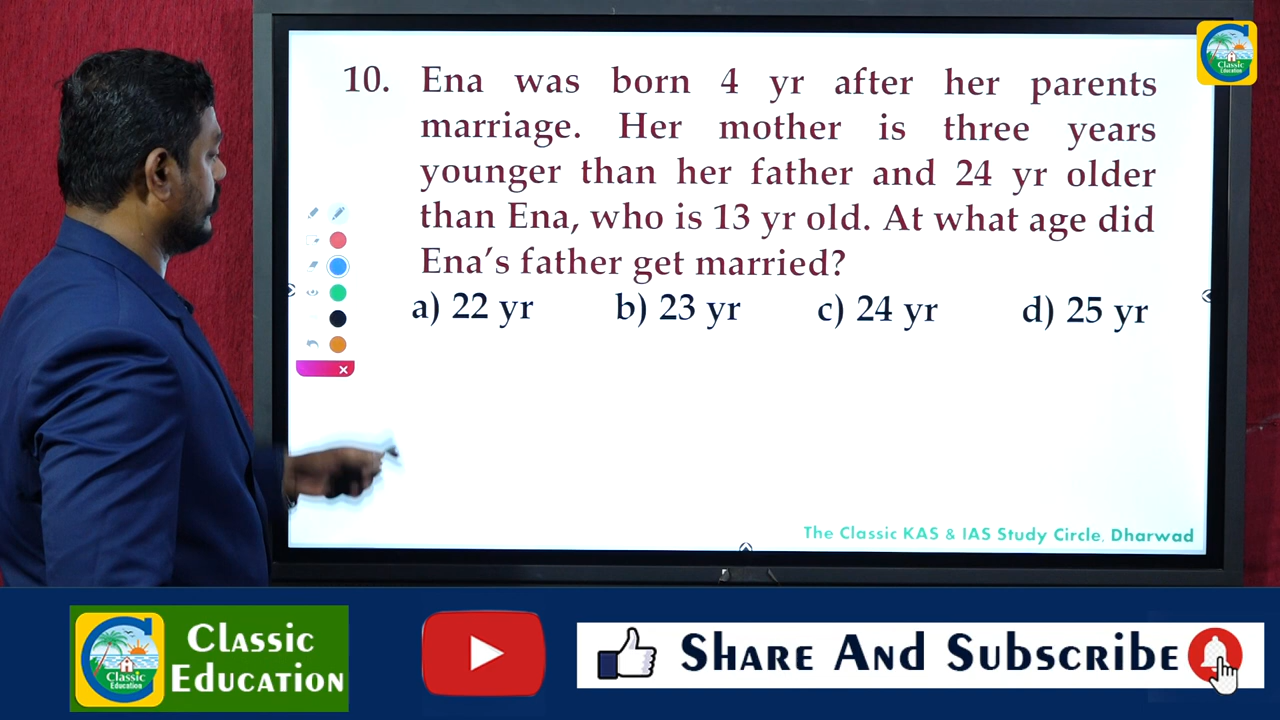 Classic
Education
10. Ena was born 4 yr after her parents
marriage. Her mother is three years
younger than her father and 24 yr older
than Ena, who is 13 yr old. At what age did
Ena's father get married?
a) 22 yr b) 23 yr c) 24 yr d) 25 yr
The Classic KAS & IAS Study Circle, Dharwad
Classic
Education
Classic
Education
Share And Subscribe